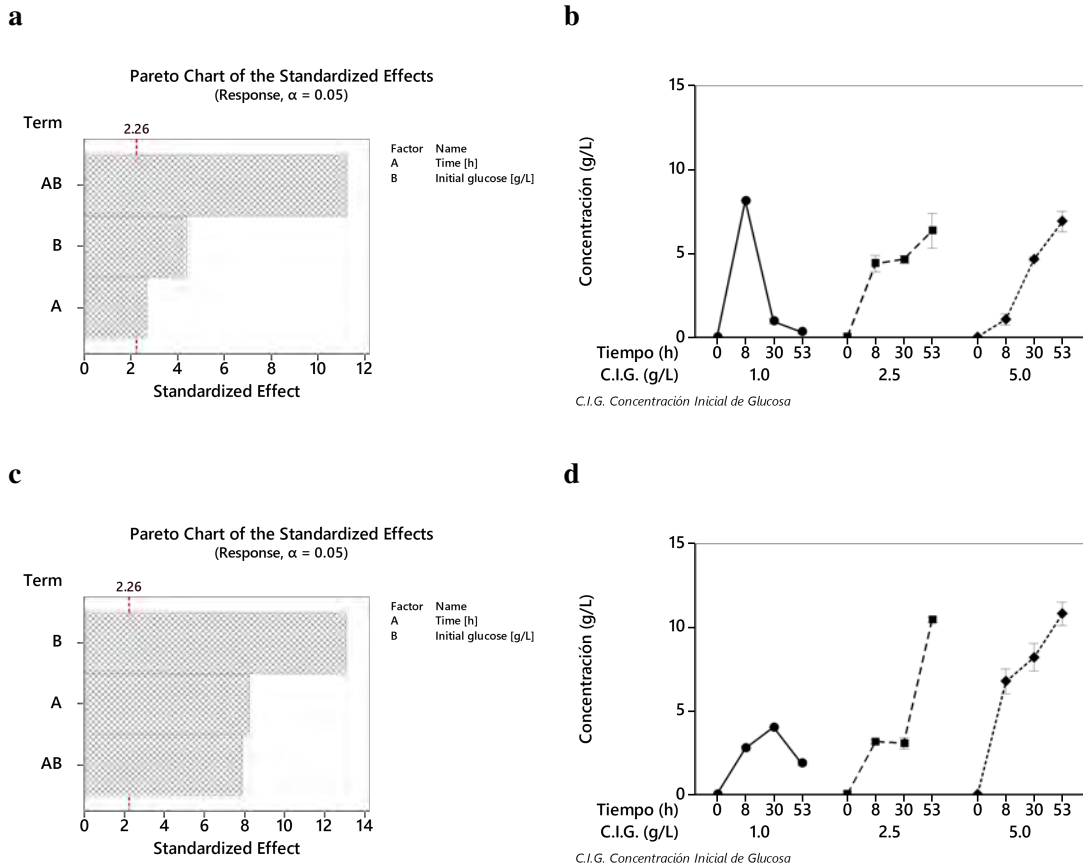 a
Pareto Chart of the Standardized Effects
(Response, α = 0.05)
Term
2.26
AB
B
A
0 2 4 6 8 10 12
Standardized Effect
Factor Name
A Time [h]
B Initial glucose [g/L]
b
Concentración (g/L)
15
10
5
0
Tiempo (h) 0 8 30 53 0 8 30 53 0 8 30 53
C.I.G. (g/L) 1.0 2.5 5.0
C.I.G. Concentración Inicial de Glucosa
c
Pareto Chart of the Standardized Effects
(Response, α = 0.05)
Term
2.26
B
A
AB
0 2 4 6 8 10 12 14
Standardized Effect
Factor Name
A Time [h]
B Initial glucose [g/L]
d
Concentración (g/L)
15
10
5
0
Tiempo (h) 0 8 30 53 0 8 30 53 0 8 30 53
C.I.G. (g/L) 1.0 2.5 5.0
C.I.G. Concentración Inicial de Glucosa